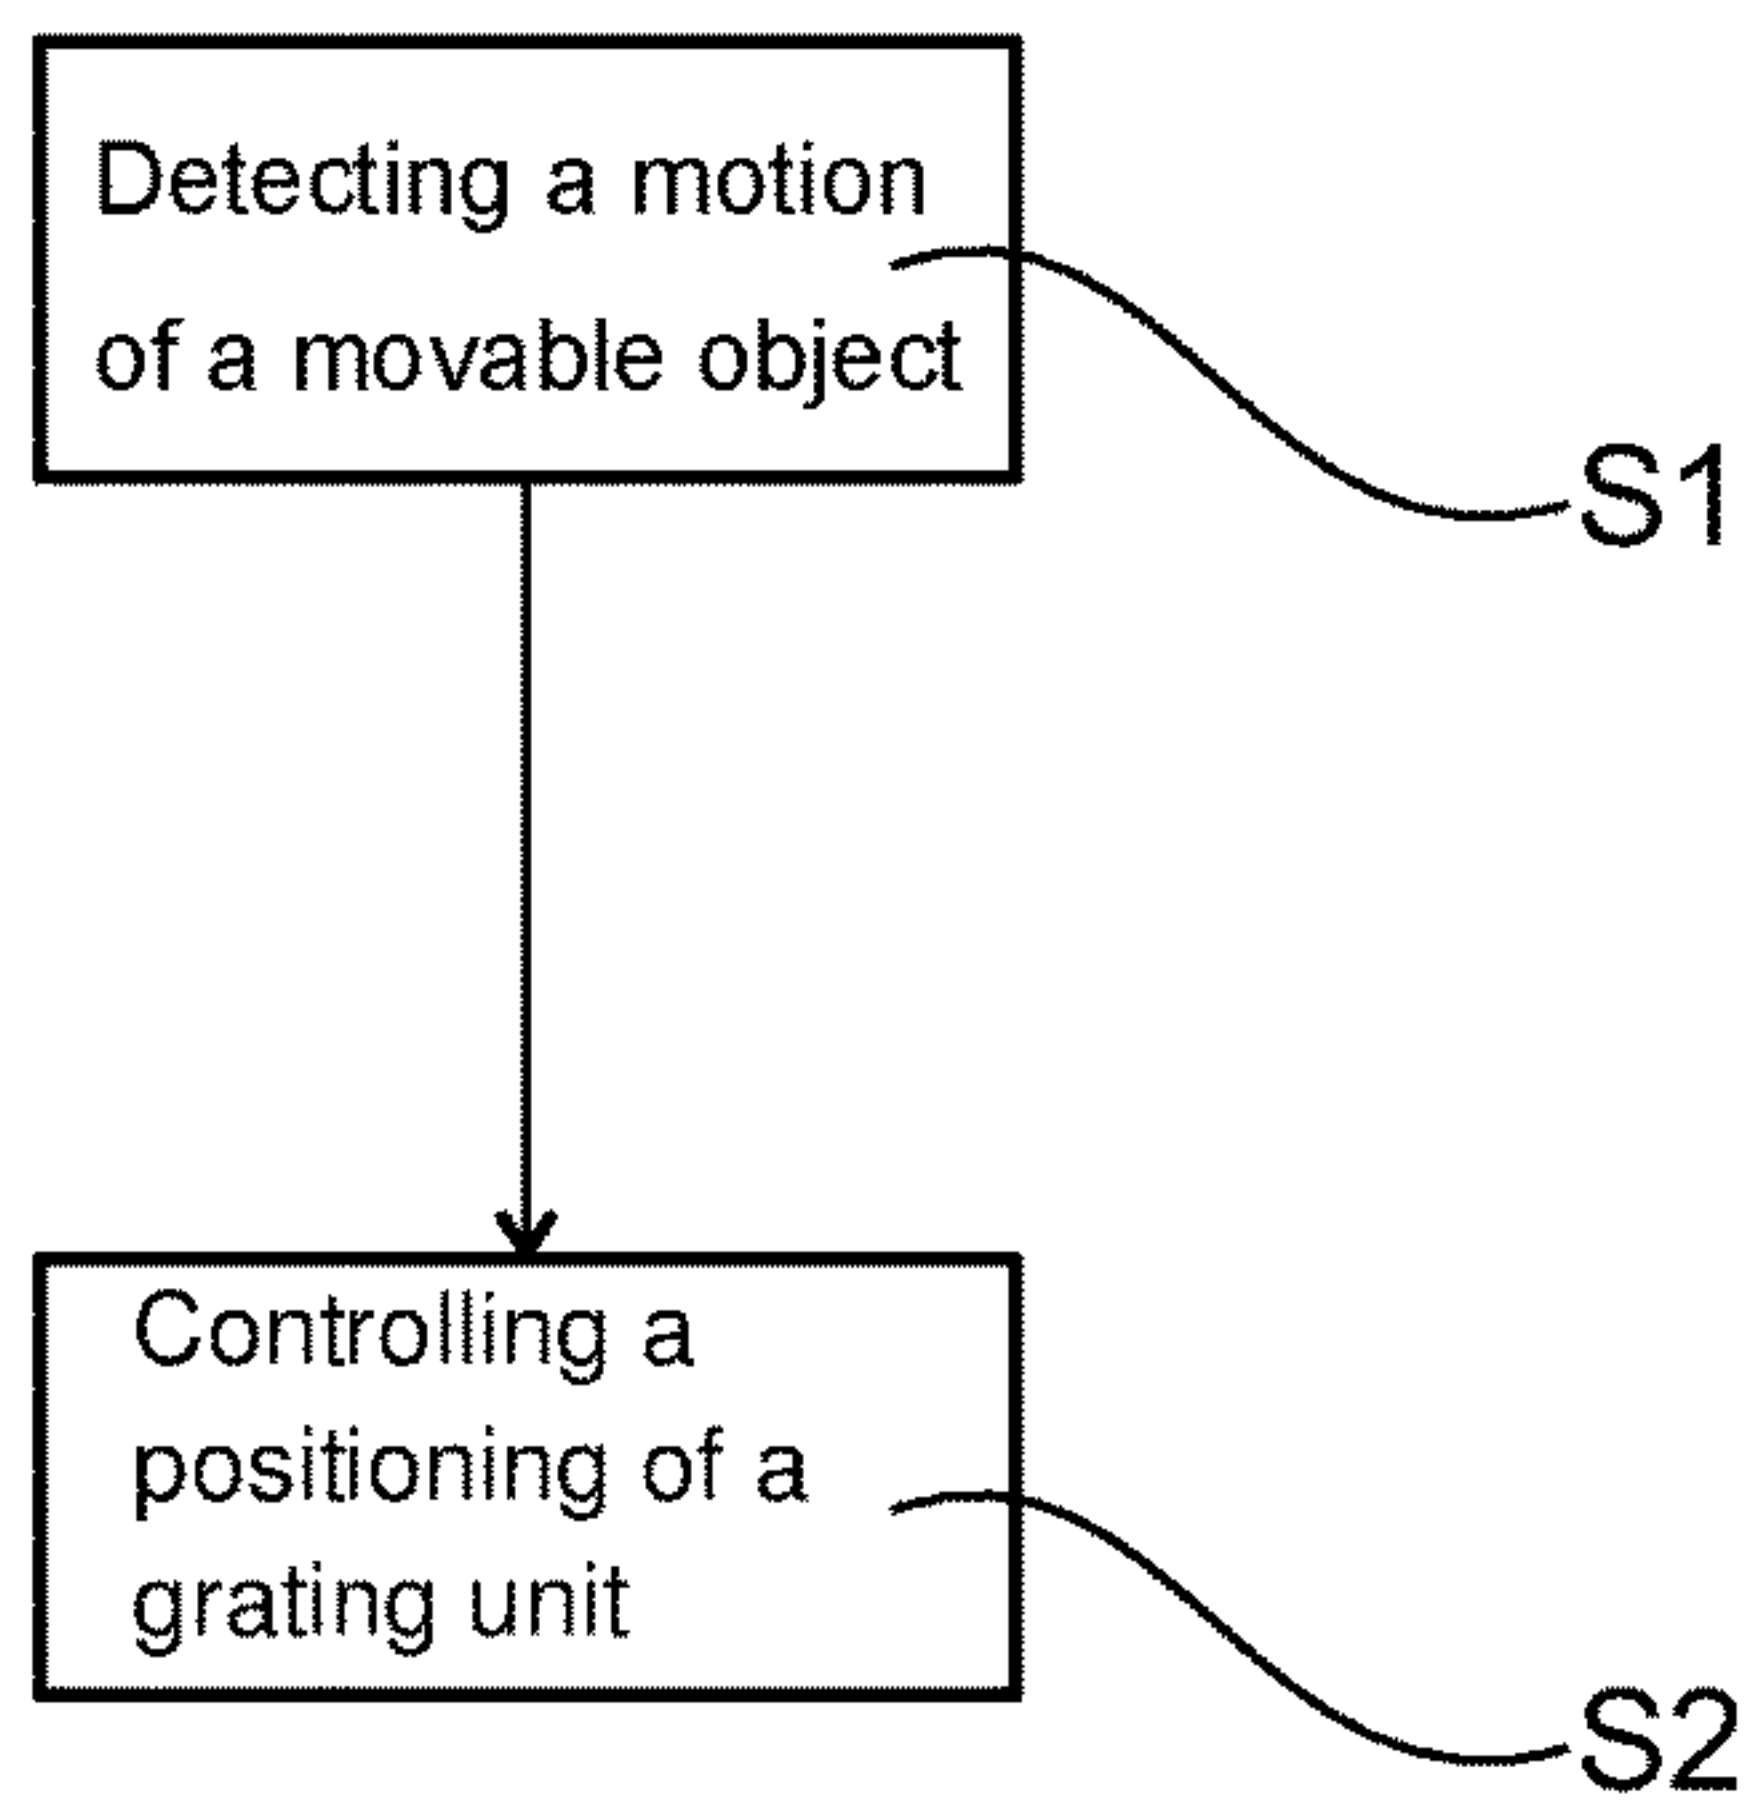 Detecting a motion
of a movable object
S1
Controlling a
positioning of a
grating unit
S2